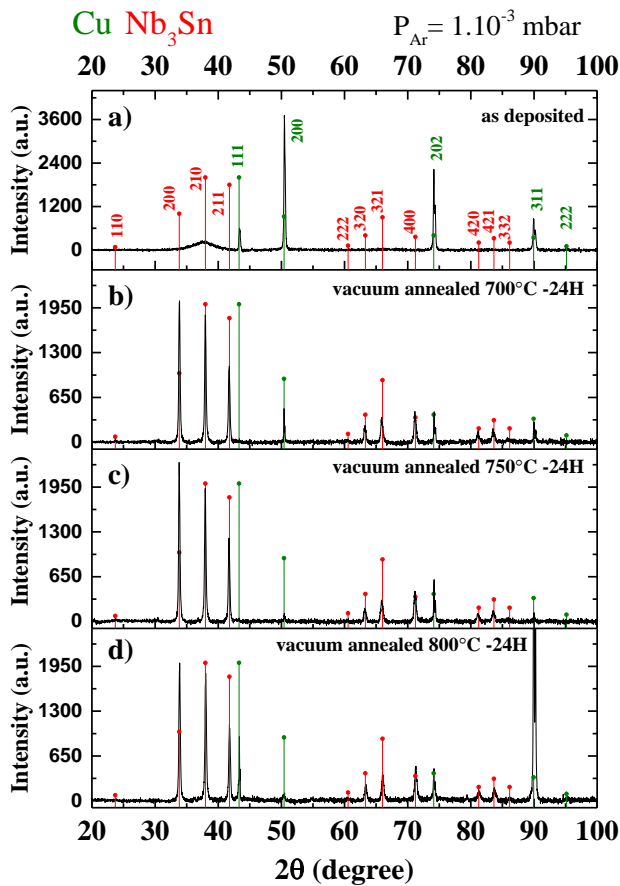 Cu Nb₃Sn P_Ar= 1.10⁻³ mbar
20 30 40 50 60 70 80 90 100
a) as deposited
3600
2400
1200
0
Intensity (a.u.)
110 200 210 211 111 200 222 320 321 400 202 420 421 332 311 222
b) vacuum annealed 700°C -24H
1950
1300
650
0
Intensity (a.u.)
c) vacuum annealed 750°C -24H
1950
1300
650
0
Intensity (a.u.)
d) vacuum annealed 800°C -24H
1950
1300
650
0
Intensity (a.u.)
20 30 40 50 60 70 80 90 100
2θ (degree)